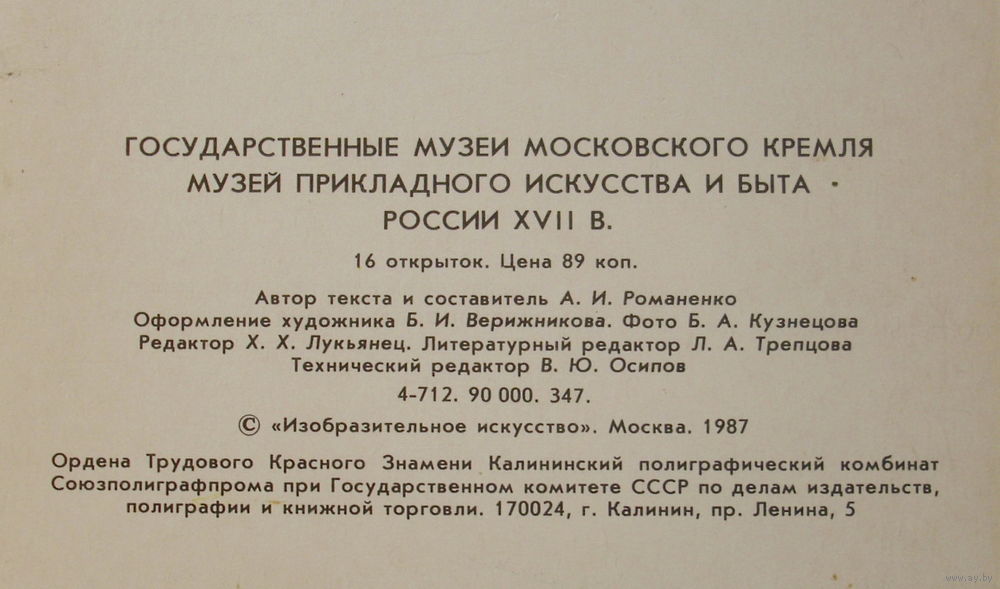 ГОСУДАРСТВЕННЫЕ МУЗЕИ МОСКОВСКОГО КРЕМЛЯ
МУЗЕЙ ПРИКЛАДНОГО ИСКУССТВА И БЫТА
РОССИИ XVII В.
16 открыток. Цена 89 коп.
Автор текста и составитель А. И. Романенко
Оформление художника Б. И. Верижникова. Фото Б. А. Кузнецова
Редактор Х. Х. Лукьянец. Литературный редактор Л. А. Трепцова
Технический редактор В. Ю. Осипов
4-712. 90 000. 347.
© «Изобразительное искусство». Москва. 1987
Ордена Трудового Красного Знамени Калининский полиграфический комбинат
Союзполиграфпрома при Государственном комитете СССР по делам издательств,
полиграфии и книжной торговли. 170024, г. Калинин, пр. Ленина, 5
www.ay.by